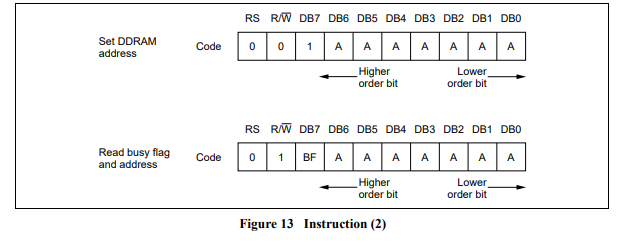 RS R/W̅ DB7 DB6 DB5 DB4 DB3 DB2 DB1 DB0
Set DDRAM
address
Code 0 0 1 A A A A A A A
Higher
order bit
Lower
order bit
RS R/W̅ DB7 DB6 DB5 DB4 DB3 DB2 DB1 DB0
Read busy flag
and address
Code 0 1 BF A A A A A A A
Higher
order bit
Lower
order bit
Figure 13 Instruction (2)